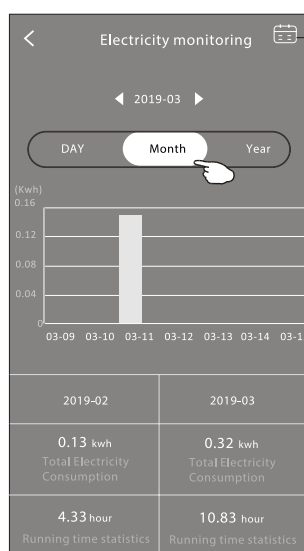 Electricity monitoring
2019-03
DAY Month Year
(Kwh)
0.16
0.12
0.08
0.04
0
03-09 03-10 03-11 03-12 03-13 03-14 03-1
2019-02 2019-03
0.13 kwh 0.32 kwh
Total Electricity Total Electricity
Consumption Consumption
4.33 hour 10.83 hour
Running time statistics Running time statistics